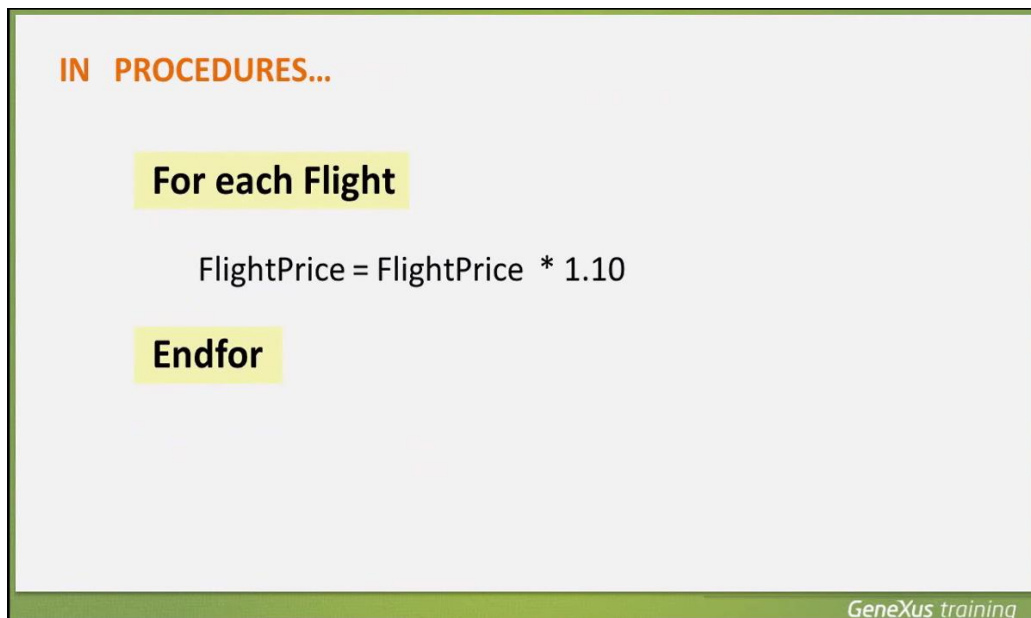 IN PROCEDURES...
For each Flight
FlightPrice = FlightPrice * 1.10
Endfor
GeneXus training